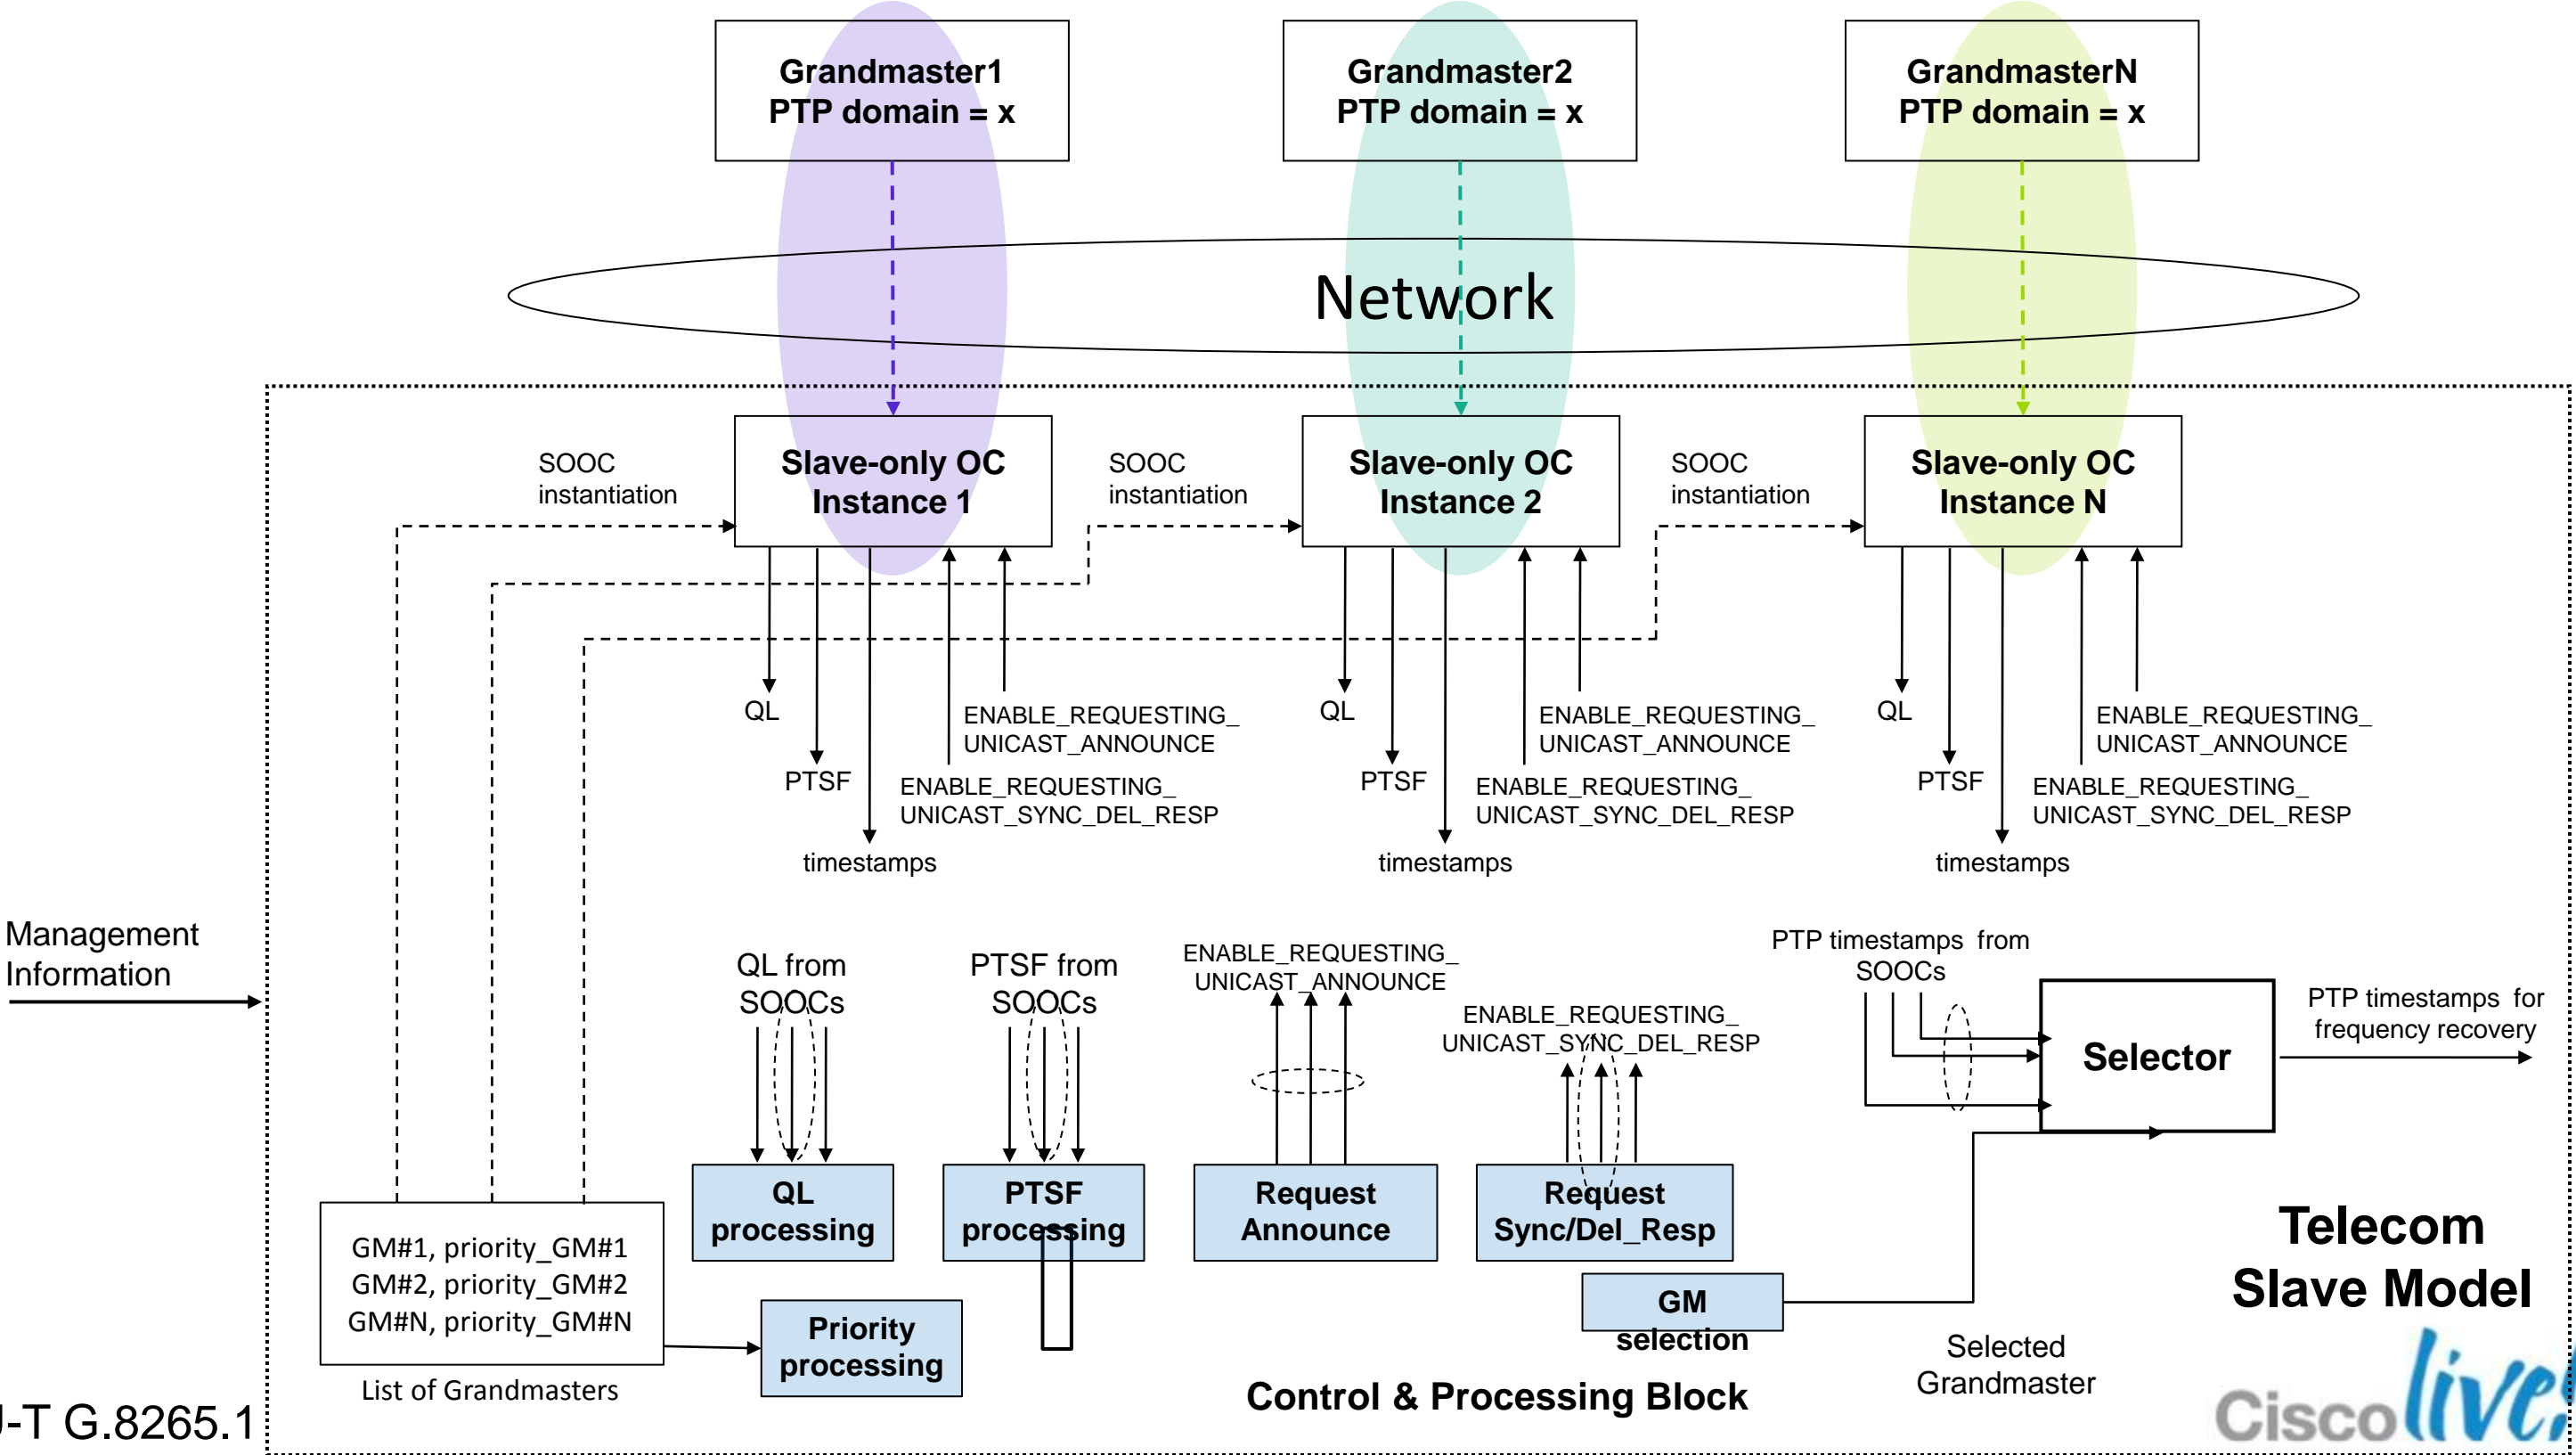 Grandmaster1
PTP domain = x
Grandmaster2
PTP domain = x
GrandmasterN
PTP domain = x
Network
SOOC
instantiation
Slave-only OC
Instance 1
SOOC
instantiation
Slave-only OC
Instance 2
SOOC
instantiation
Slave-only OC
Instance N
QL
ENABLE_REQUESTING_
UNICAST_ANNOUNCE
PTSF
ENABLE_REQUESTING_
UNICAST_SYNC_DEL_RESP
timestamps
QL
ENABLE_REQUESTING_
UNICAST_ANNOUNCE
PTSF
ENABLE_REQUESTING_
UNICAST_SYNC_DEL_RESP
timestamps
QL
ENABLE_REQUESTING_
UNICAST_ANNOUNCE
PTSF
ENABLE_REQUESTING_
UNICAST_SYNC_DEL_RESP
timestamps
Management
Information
QL from
SOOCs
PTSF from
SOOCs
ENABLE_REQUESTING_
UNICAST_ANNOUNCE
ENABLE_REQUESTING_
UNICAST_SYNC_DEL_RESP
PTP timestamps from
SOOCs
Selector
PTP timestamps for
frequency recovery
QL
processing
PTSF
processing
Request
Announce
Request
Sync/Del_Resp
GM#1, priority_GM#1
GM#2, priority_GM#2
GM#N, priority_GM#N
List of Grandmasters
Priority
processing
GM
selection
Selected
Grandmaster
Control & Processing Block
Telecom
Slave Model
-T G.8265.1
Cisco live!